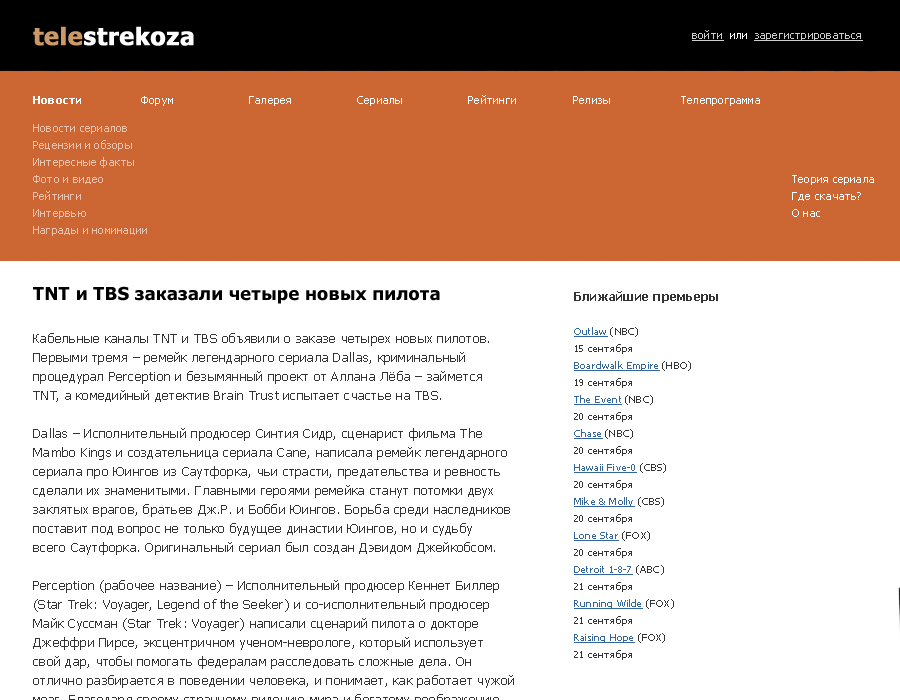 telestrekoza
войти или зарегистрироваться
Новости Форум Галерея Сериалы Рейтинги Релизы Телепрограмма
Новости сериалов
Рецензии и обзоры
Интересные факты
Фото и видео
Рейтинги
Интервью
Награды и номинации
Теория сериала
Где скачать?
О нас
TNT и TBS заказали четыре новых пилота
Кабельные каналы TNT и TBS объявили о заказе четырех новых пилотов.
Первыми тремя – ремейк легендарного сериала Dallas, криминальный
процедурал Perception и безымянный проект от Аллана Лёба – займется
TNT, а комедийный детектив Brain Trust испытает счастье на TBS.
Dallas – Исполнительный продюсер Синтия Сидр, сценарист фильма The
Mambo Kings и создательница сериала Cane, написала ремейк легендарного
сериала про Юингов из Саутфорка, чьи страсти, предательства и ревность
сделали их знаменитыми. Главными героями ремейка станут потомки двух
заклятых врагов, братьев Дж.Р. и Бобби Юингов. Борьба среди наследников
поставит под вопрос не только будущее династии Юингов, но и судьбу
всего Саутфорка. Оригинальный сериал был создан Дэвидом Джейкобсом.
Perception (рабочее название) – Исполнительный продюсер Кеннет Биллер
(Star Trek: Voyager, Legend of the Seeker) и со-исполнительный продюсер
Майк Суссман (Star Trek: Voyager) написали сценарий пилота о докторе
Джеффри Пирсе, эксцентричном ученом-неврологе, который использует
свой дар, чтобы помогать федералам расследовать сложные дела. Он
отлично разбирается в поведении человека, и понимает, как работает чужой
мозг. Благодаря своему странному видению мира и богатому воображению
Ближайшие премьеры
Outlaw (NBC)
15 сентября
Boardwalk Empire (HBO)
19 сентября
The Event (NBC)
20 сентября
Chase (NBC)
20 сентября
Hawaii Five-0 (CBS)
20 сентября
Mike & Molly (CBS)
20 сентября
Lone Star (FOX)
20 сентября
Detroit 1-8-7 (ABC)
21 сентября
Running Wilde (FOX)
21 сентября
Raising Hope (FOX)
21 сентября